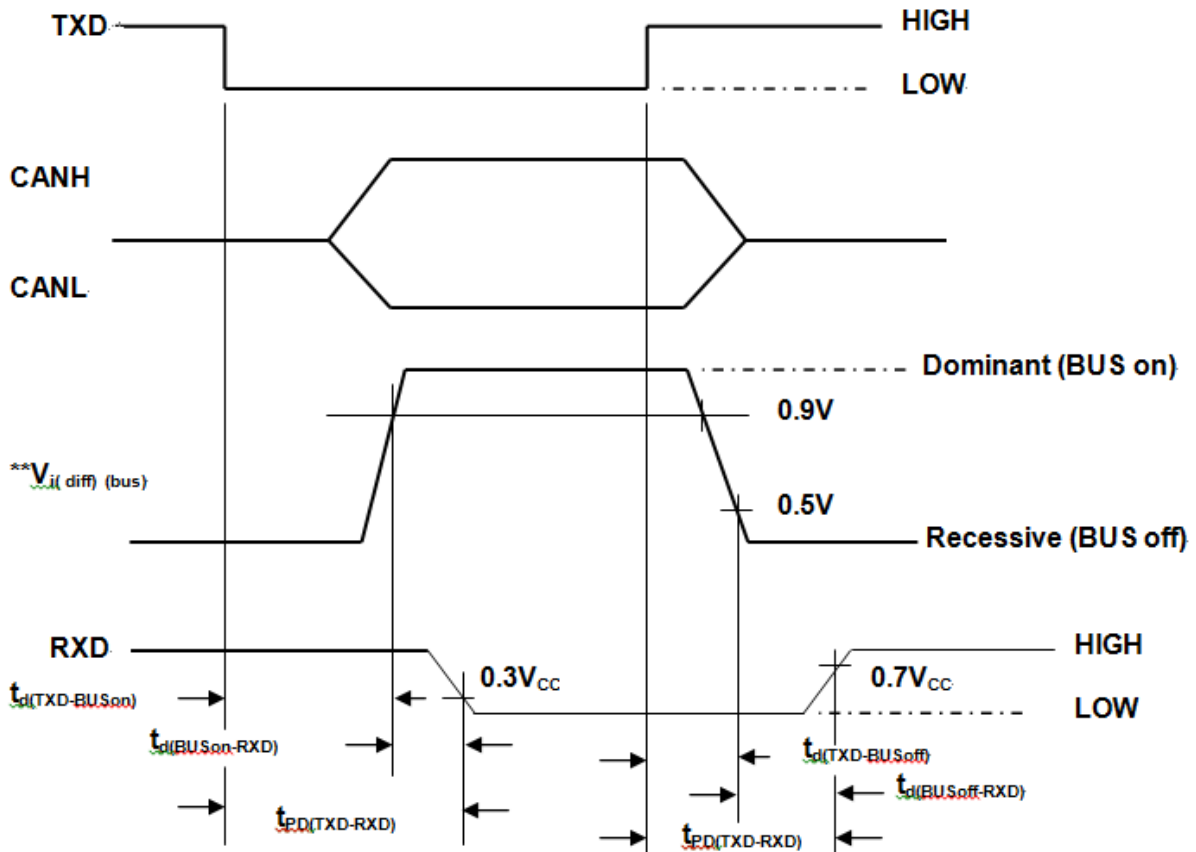 TXD
HIGH
LOW
CANH
CANL
Dominant (BUS on)
0.9V
**Vi( diff) (bus)
0.5V
Recessive (BUS off)
RXD
HIGH
0.3VCC
0.7VCC
td(TXD-BUSon)
LOW
td(BUSon-RXD)
td(TXD-BUSoff)
td(BUSoff-RXD)
tPD(TXD-RXD)
tPD(TXD-RXD)